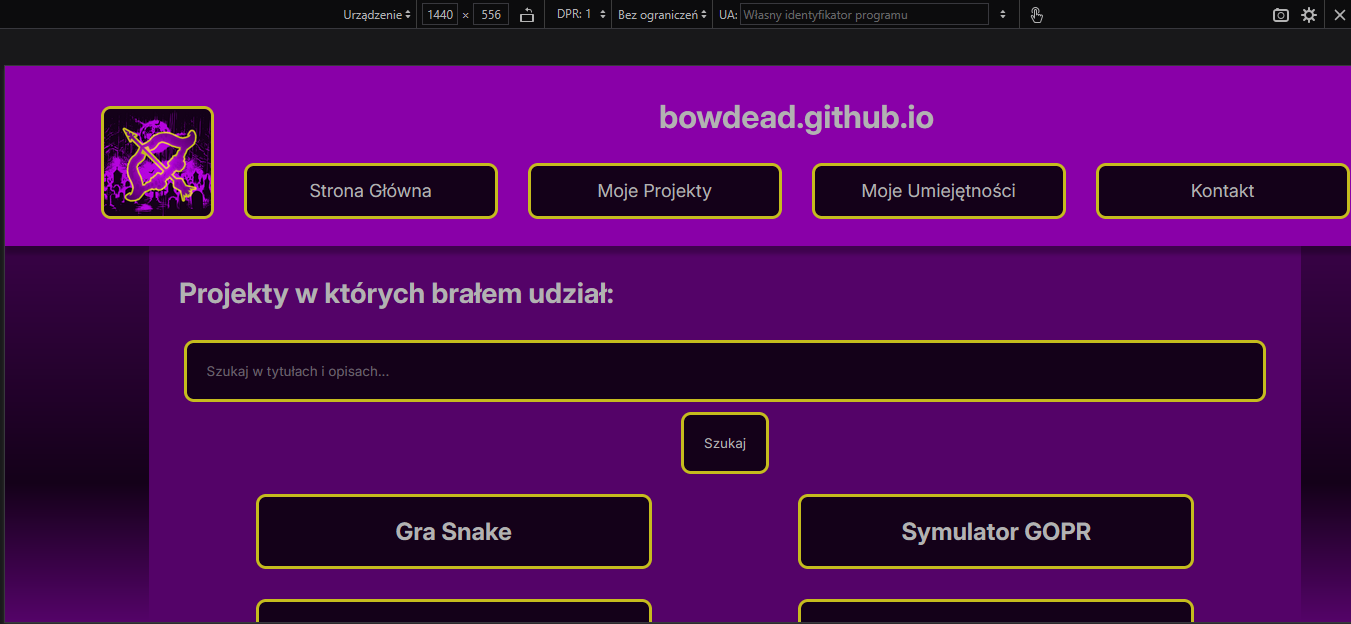 Urządzenie 1440 × 556 DPR: 1 Bez ograniczeń UA: Własny identyfikator programu
bowdead.github.io
Strona Główna Moje Projekty Moje Umiejętności Kontakt
Projekty w których brałem udział:
Szukaj w tytułach i opisach...
Szukaj
Gra Snake Symulator GOPR